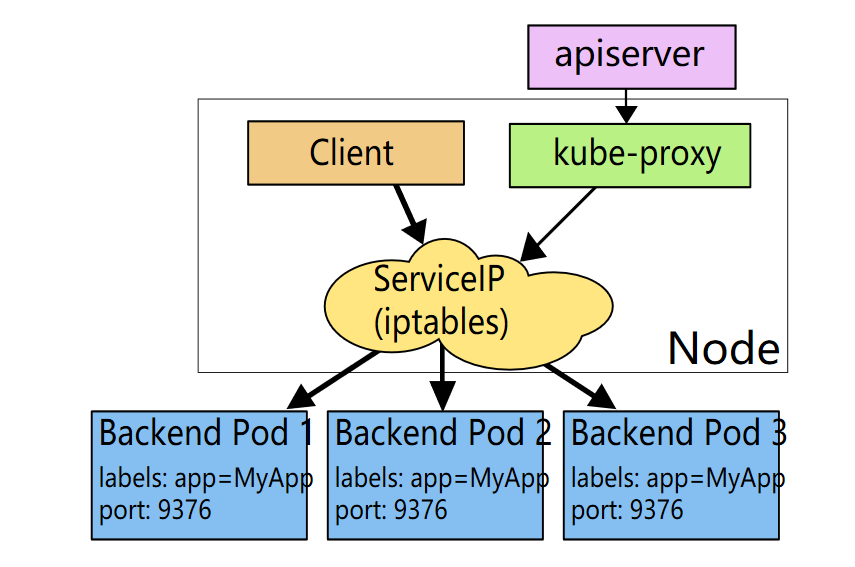 apiserver
Client
kube-proxy
ServiceIP
(iptables)
Node
Backend Pod 1
labels: app=MyApp
port: 9376
Backend Pod 2
labels: app=MyApp
port: 9376
Backend Pod 3
labels: app=MyApp
port: 9376